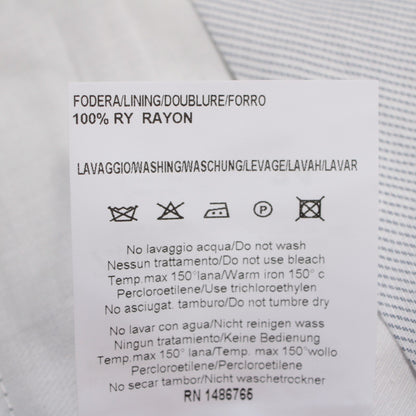 FODERA/LINING/DOUBLURE/FORRO
100% RY RAYON
LAVAGGIO/WASHING/WASCHUNG/LEVAGE/LAVAH/LAVAR
P
No lavaggio acqua/Do not wash
Nessun trattamento/Do not use bleach
Temp.max 150°lana/Warm iron 150° c
Percloroetilene/Use trichloroethylen
No asciugat. tamburo/Do not tumbre dry
No lavar con agua/Nicht reinigen wass
Ningun tratamiento/Keine Bedienung
Temp.max 150° lana/Temp.max 150°wollo
Percloroetilene/Percloroetilene
No secar tambor/Nicht waschetrockner
RN 1486766